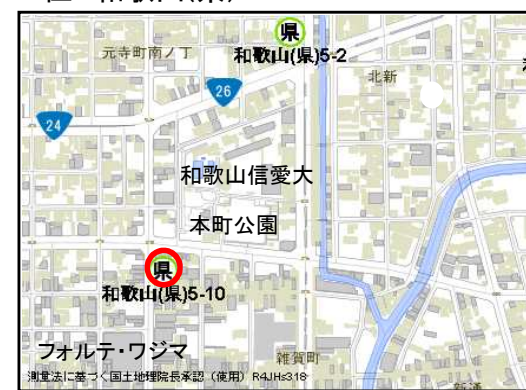 県
元寺町南ノ丁
和歌山(県)5-2
北新
26
24
和歌山信愛大
本町公園
県
和歌山(県)5-10
フォルテ・ワジマ
雑賀町
測量法に基づく国土地理院長承認（使用）R4JHs318